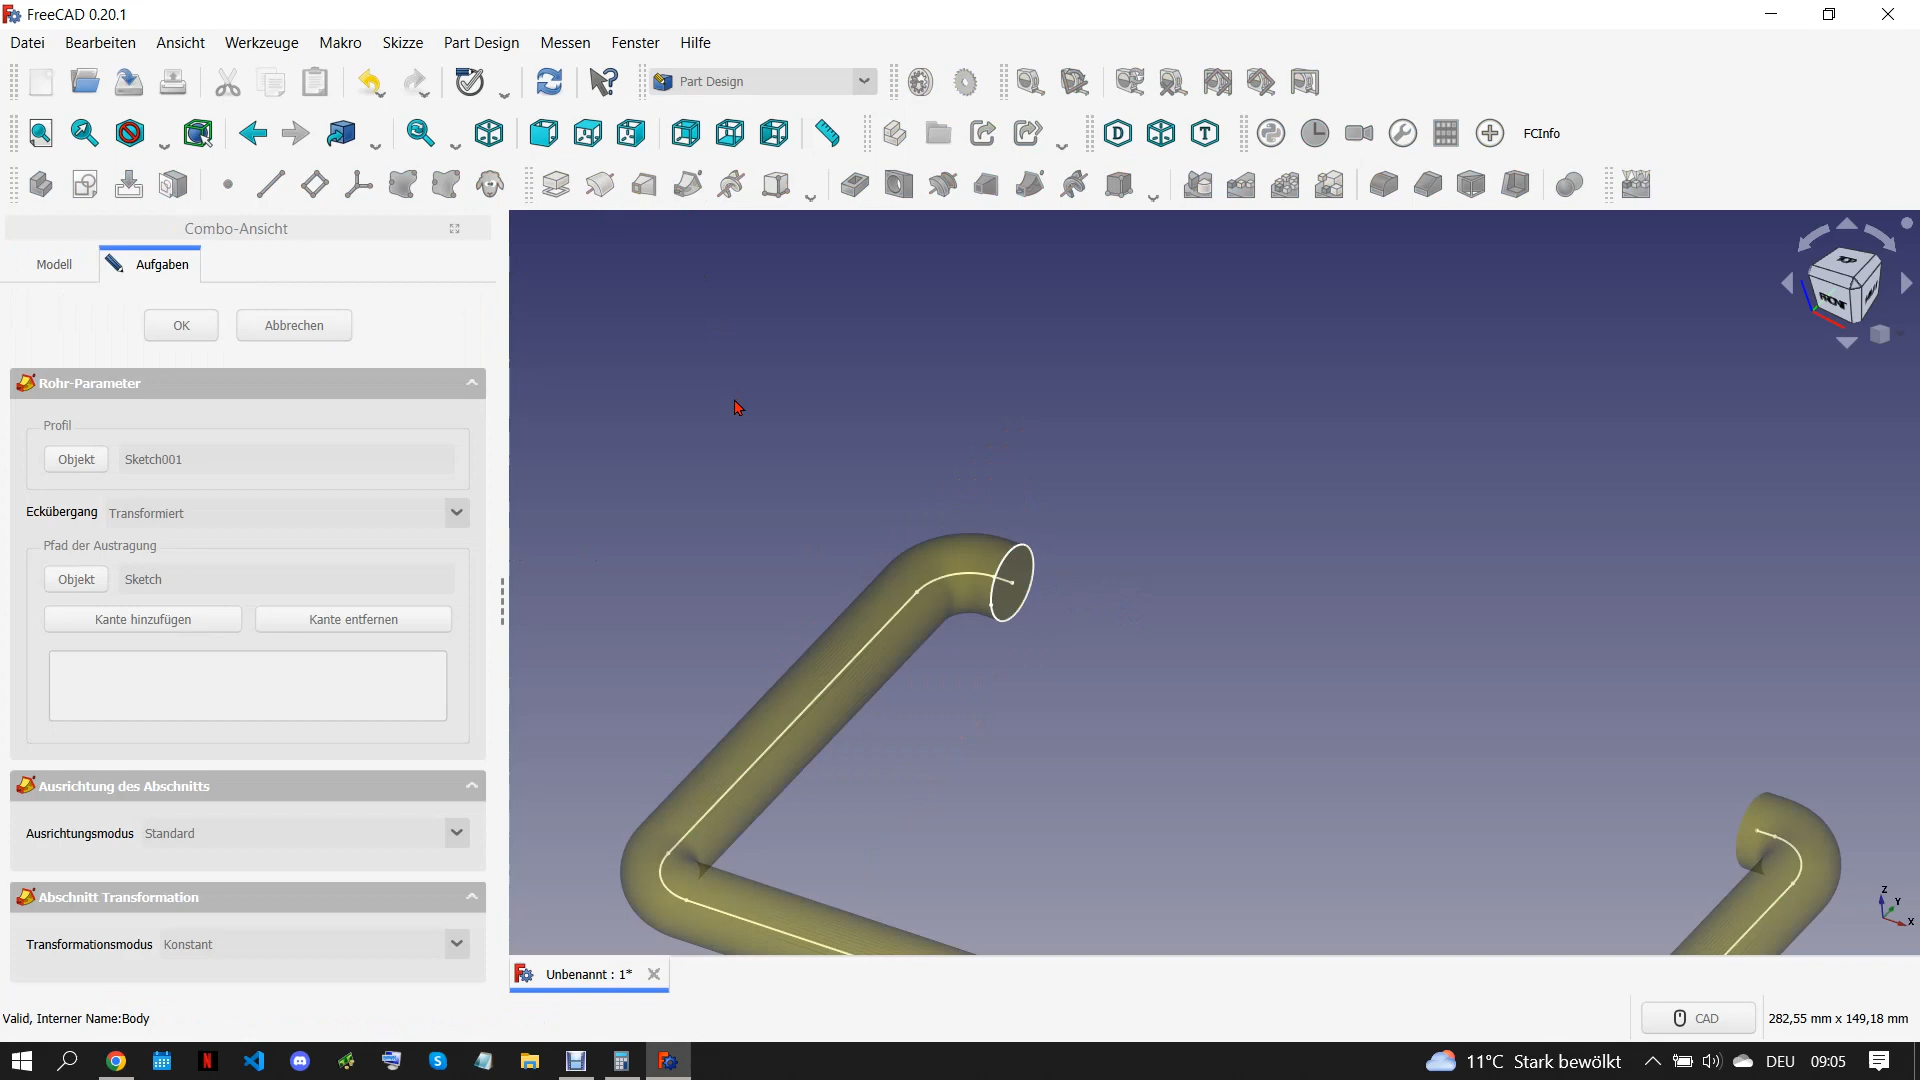 FreeCAD 0.20.1
Datei Bearbeiten Ansicht Werkzeuge Makro Skizze Part Design Messen Fenster Hilfe
Part Design
D T FCInfo
Combo-Ansicht
Modell Aufgaben
OK Abbrechen
Rohr-Parameter
Profil
Objekt Sketch001
Eckübergang Transformiert
Pfad der Austragung
Objekt Sketch
Kante hinzufügen Kante entfernen
Ausrichtung des Abschnitts
Ausrichtungsmodus Standard
Abschnitt Transformation
Transformationsmodus Konstant
TOP
FRONT
Z
Y
X
Unbenannt : 1*
Valid, Interner Name:Body
CAD 282,55 mm x 149,18 mm
11°C Stark bewölkt DEU 09:05